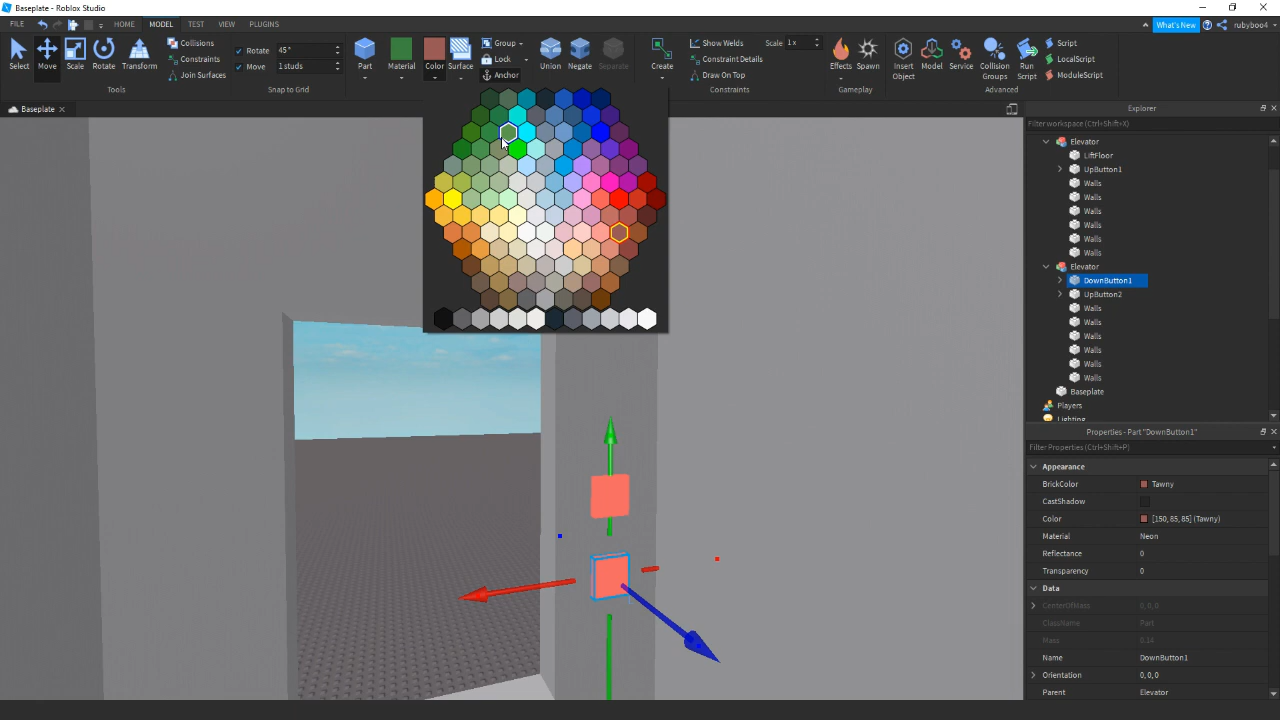 Baseplate - Roblox Studio
FILE HOME MODEL TEST VIEW PLUGINS What's New rubyboo4
Select Move Scale Rotate Transform
Collisions
Constraints
Join Surfaces
Tools
Rotate 45°
Move 1 studs
Snap to Grid
Part Material Color Surface
Group
Lock
Anchor
Union Negate Separate
Create
Show Welds
Constraint Details
Draw On Top
Scale 1x
Constraints
Effects Spawn
Gameplay
Insert Object
Model
Service
Collision Groups
Run Script
Script
LocalScript
ModuleScript
Advanced
Baseplate
Explorer
Filter workspace (Ctrl+Shift+X)
Elevator
LiftFloor
UpButton1
Walls
Walls
Walls
Walls
Walls
Walls
Elevator
DownButton1
UpButton2
Walls
Walls
Walls
Walls
Walls
Walls
Baseplate
Players
Lighting
Properties - Part "DownButton1"
Filter Properties (Ctrl+Shift+P)
Appearance
BrickColor Tawny
CastShadow
Color [150, 85, 85] (Tawny)
Material Neon
Reflectance 0
Transparency 0
Data
CenterOfMass 0, 0, 0
ClassName Part
Mass 0.14
Name DownButton1
Orientation 0, 0, 0
Parent Elevator